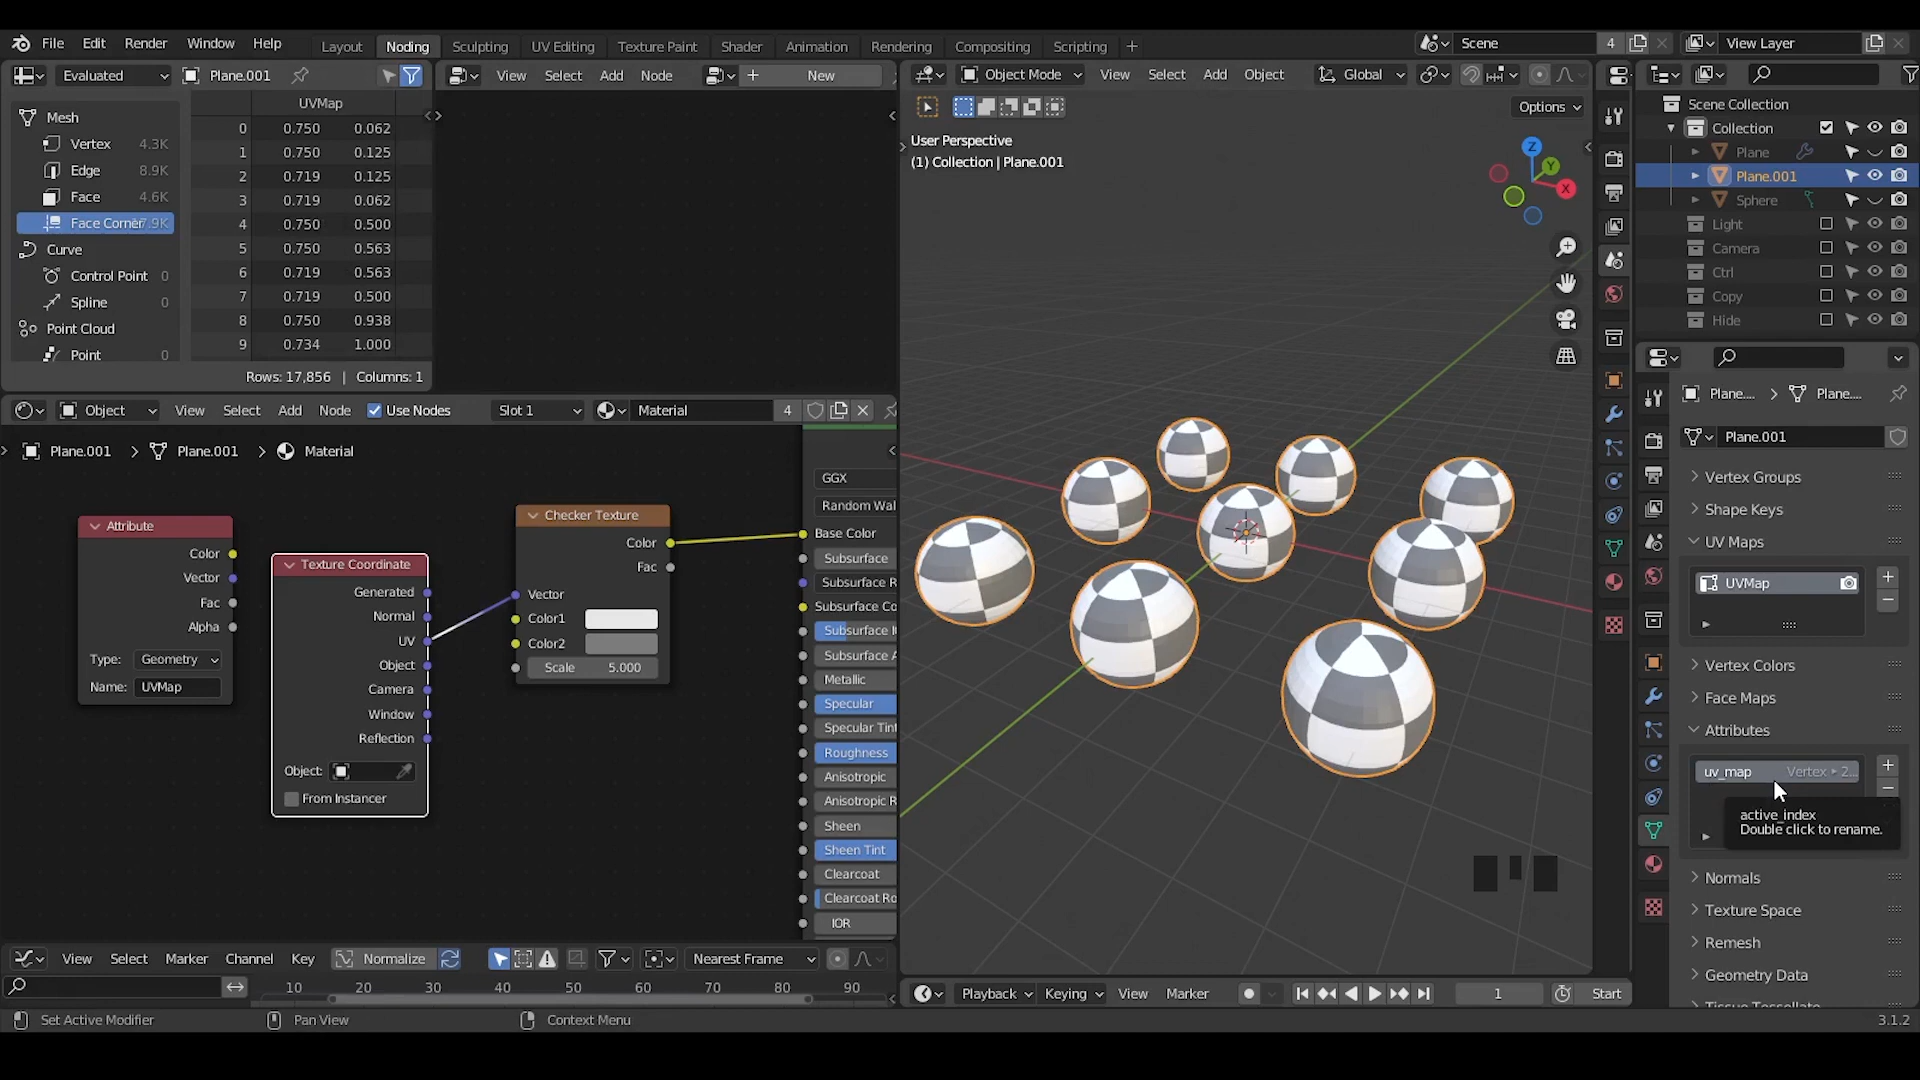 File Edit Render Window Help Layout Noding Sculpting UV Editing Texture Paint Shader Animation Rendering Compositing Scripting + Scene 4 View Layer
Evaluated Plane.001 View Select Add Node + New Object Mode View Select Add Object Global
Options
Mesh
Vertex 4.3K
Edge 8.9K
Face 4.6K
Face Corner 7.9K
Curve
Control Point 0
Spline 0
Point Cloud
Point 0
UVMap
0 0.750 0.062
1 0.750 0.125
2 0.719 0.125
3 0.719 0.062
4 0.750 0.500
5 0.750 0.563
6 0.719 0.563
7 0.719 0.500
8 0.750 0.938
9 0.734 1.000
Rows: 17,856 | Columns: 1
User Perspective
(1) Collection | Plane.001
Z
Y
X
Scene Collection
Collection
Plane
Plane.001
Sphere
Light
Camera
Ctrl
Copy
Hide
Object View Select Add Node Use Nodes Slot 1 Material 4
Plane.001 > Plane.001 > Material
Attribute
Color
Vector
Fac
Alpha
Type: Geometry
Name: UVMap
Texture Coordinate
Generated
Normal
UV
Object
Camera
Window
Reflection
Object:
From Instancer
Checker Texture
Color
Fac
Vector
Color1
Color2
Scale 5.000
GGX
Random Wal
Base Color
Subsurface
Subsurface R
Subsurface Co
Subsurface I
Subsurface A
Metallic
Specular
Specular Tint
Roughness
Anisotropic
Anisotropic R
Sheen
Sheen Tint
Clearcoat
Clearcoat Ro
IOR
Plane.... > Plane....
Plane.001
Vertex Groups
Shape Keys
UV Maps
UVMap
Vertex Colors
Face Maps
Attributes
uv_map Vertex ▸ 2...
active_index
Double click to rename.
Normals
Texture Space
Remesh
Geometry Data
View Select Marker Channel Key Normalize Nearest Frame
10 20 30 40 50 60 70 80 90
Playback Keying View Marker 1 Start
Set Active Modifier Pan View Context Menu 3.1.2